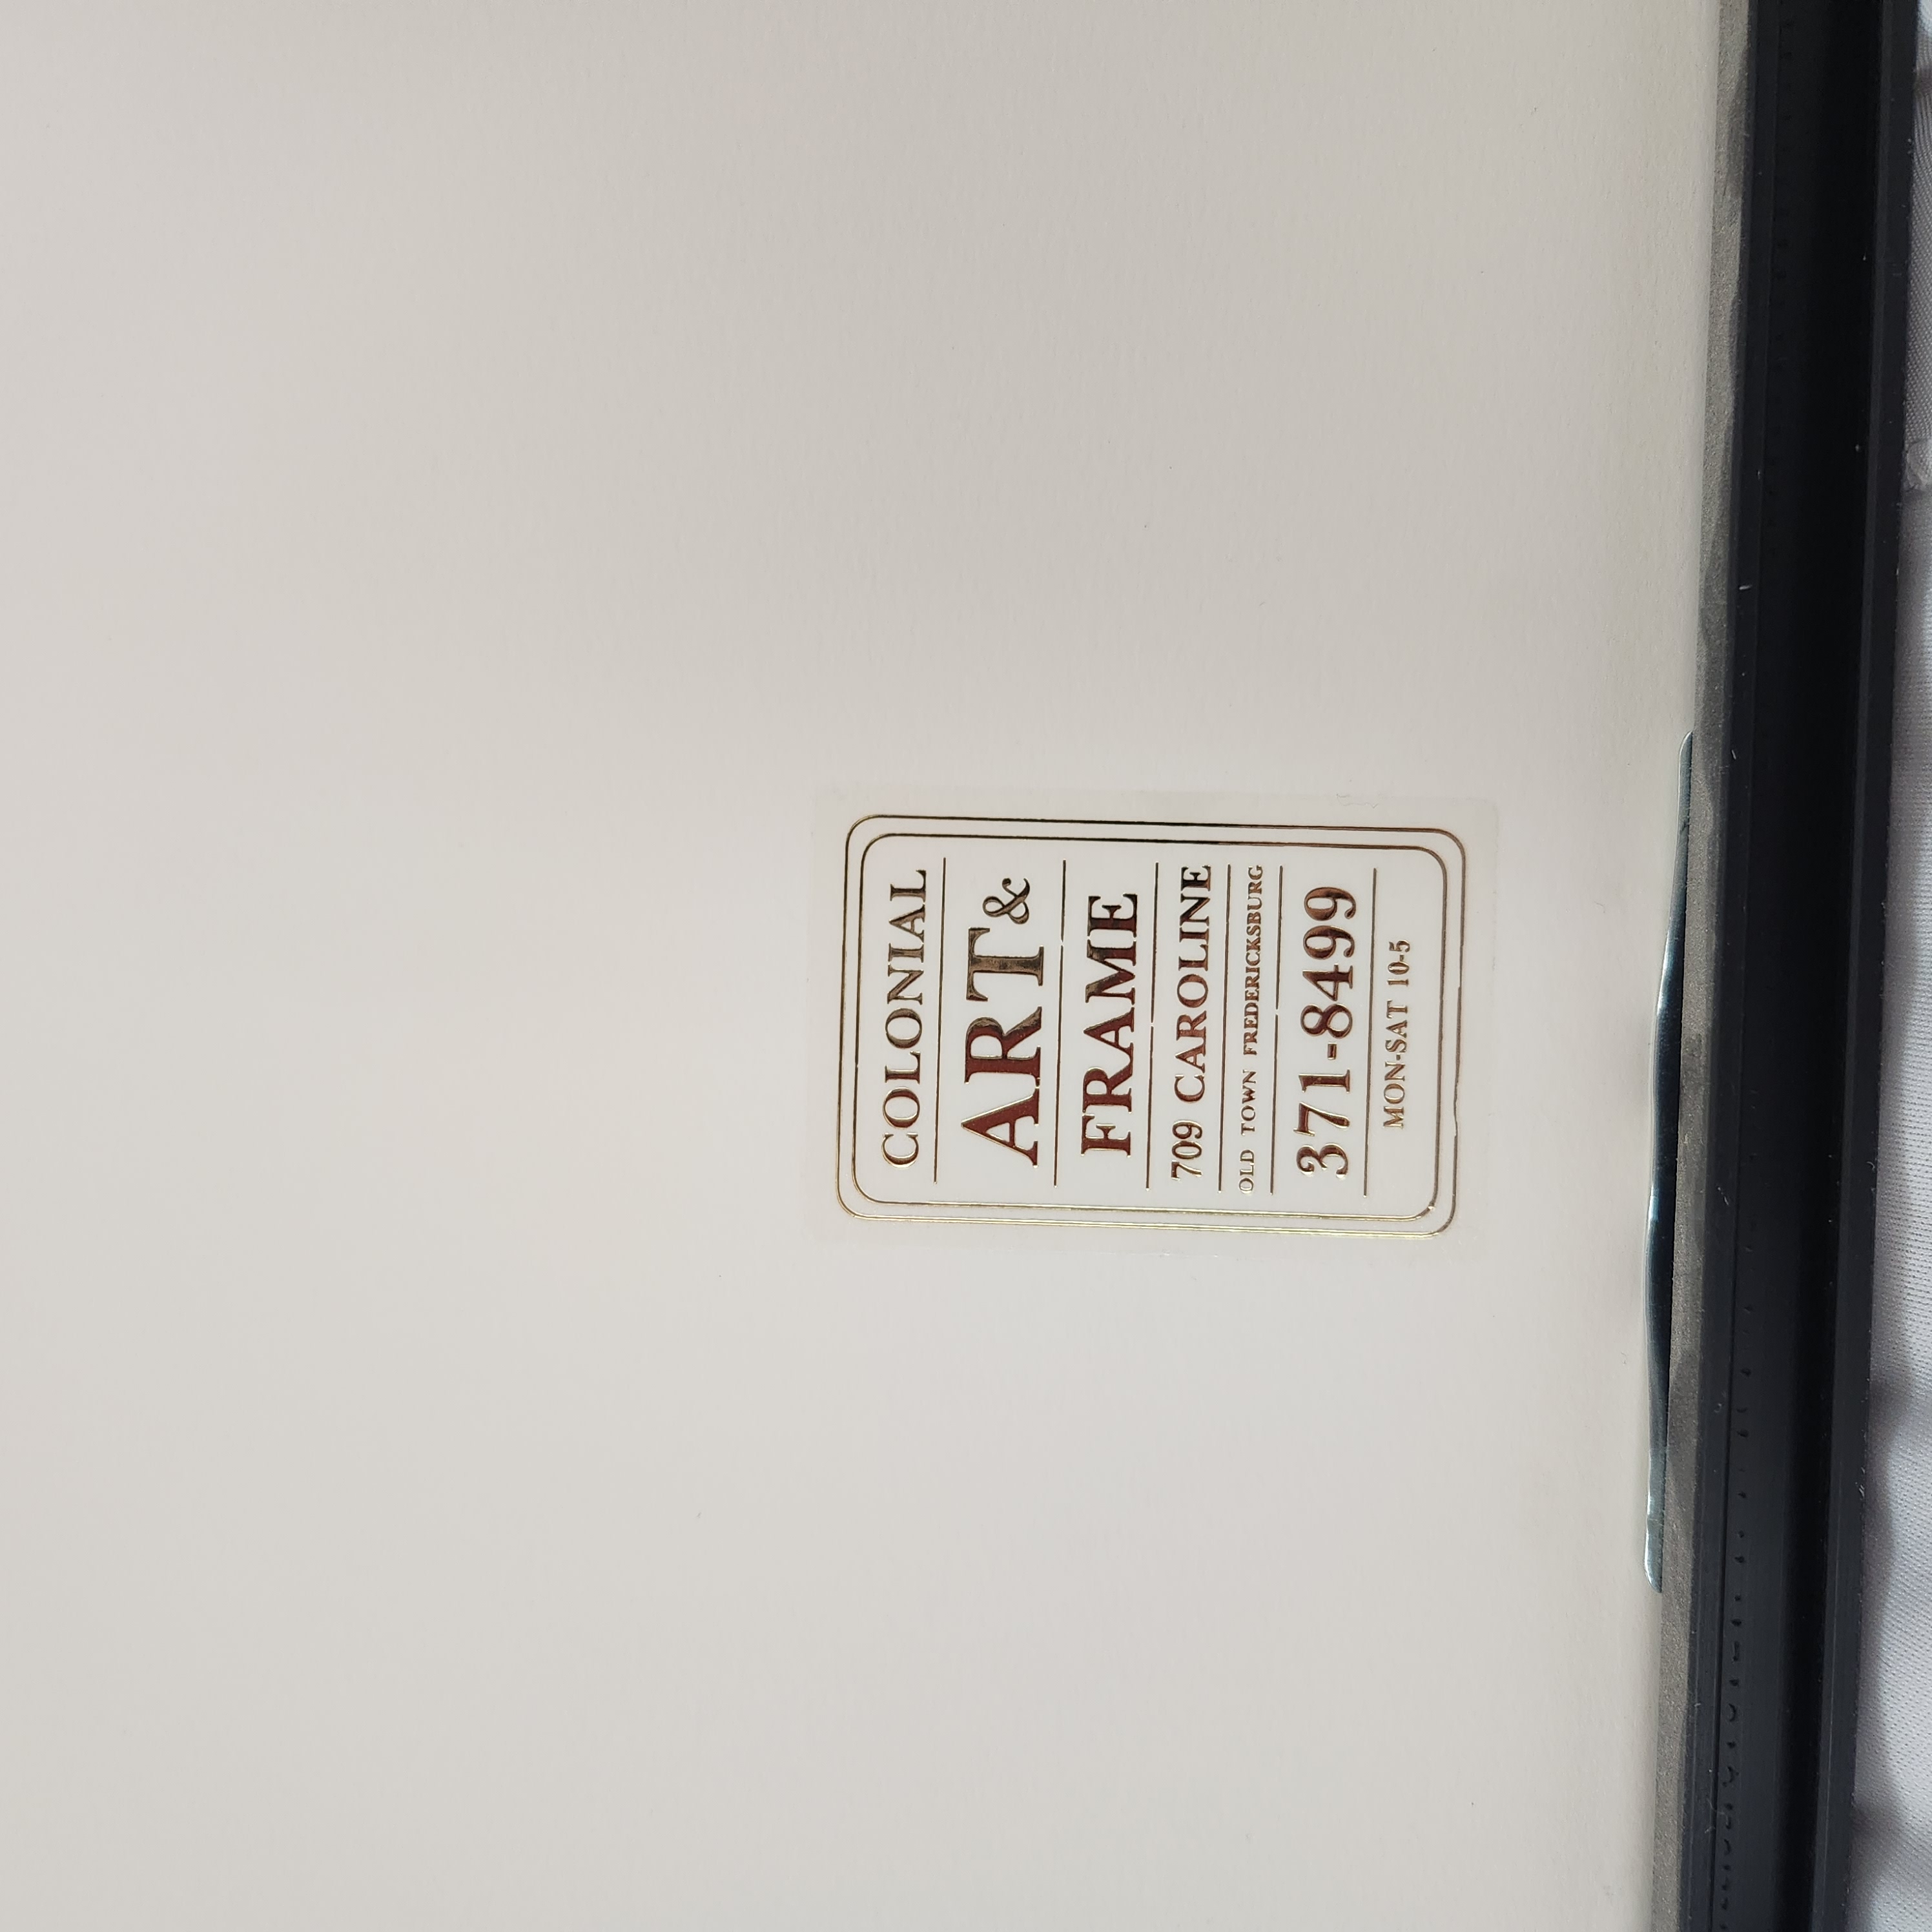 COLONIAL
ART &
FRAME
709 CAROLINE
OLD TOWN FREDERICKSBURG
371-8499
MON-SAT 10-5